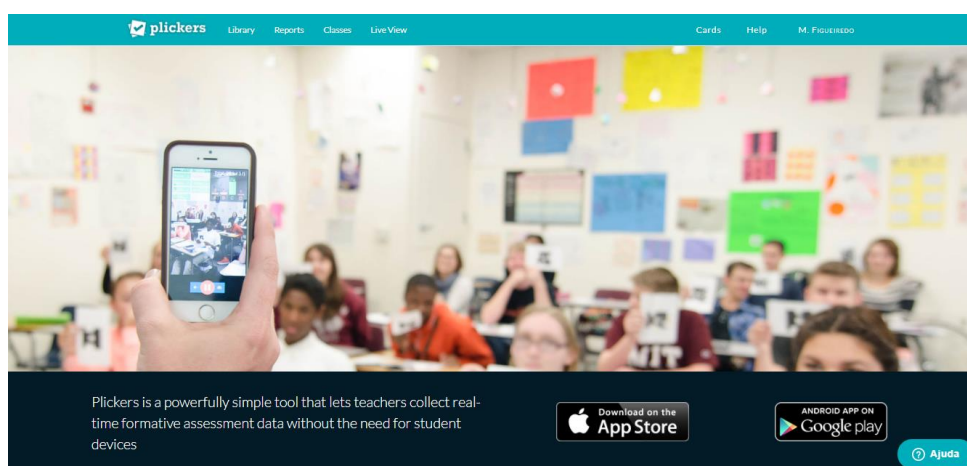 plickers Library Reports Classes Live View Cards Help M. FIGUEIREDO
MIT
Plickers is a powerfully simple tool that lets teachers collect real-
time formative assessment data without the need for student
devices
Download on the
App Store
ANDROID APP ON
Google play
Ajuda